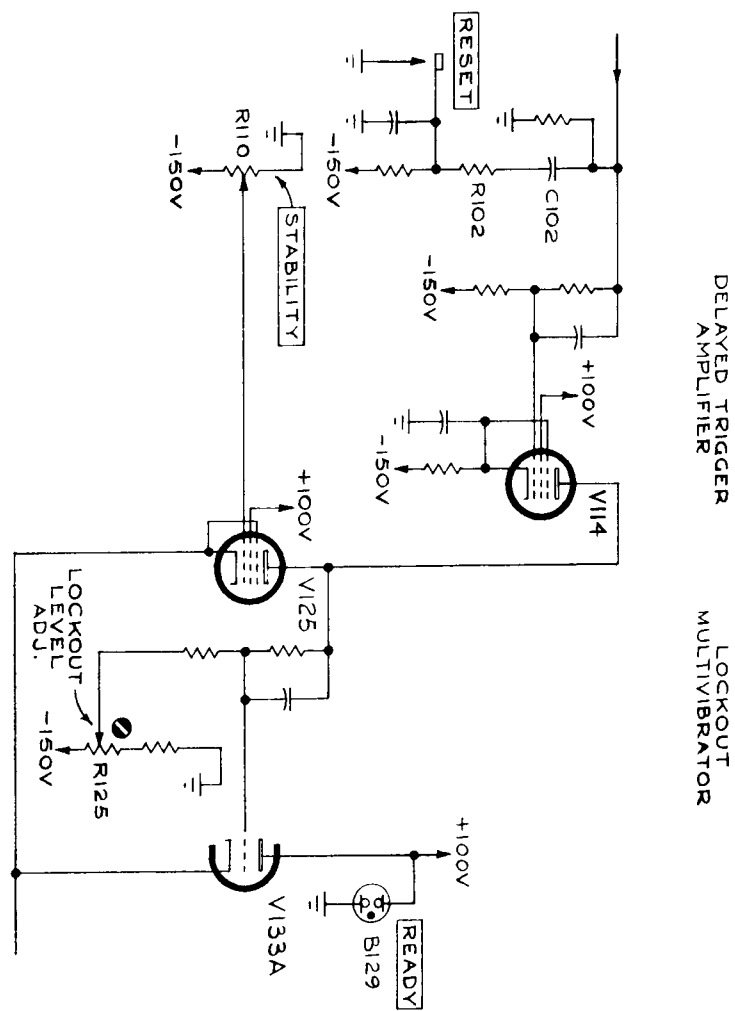 DELAYED TRIGGER
AMPLIFIER
LOCKOUT
MULTIVIBRATOR
RESET
-150V
R102
C102
-150V
+100V
-150V
V114
R110
-150V
STABILITY
+100V
V125
LOCKOUT
LEVEL
ADJ.
-150V
R125
+100V
V133A
B129
READY